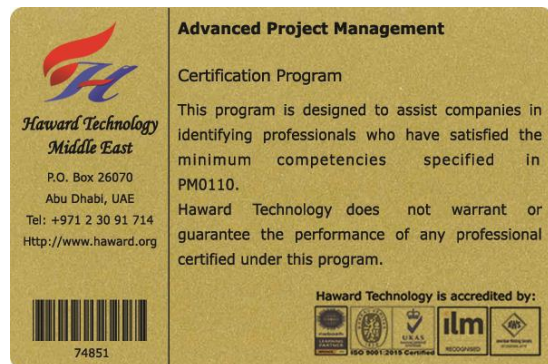 Haward Technology
Middle East
P.O. Box 26070
Abu Dhabi, UAE
Tel: +971 2 30 91 714
Http://www.haward.org
74851
Advanced Project Management
Certification Program
This program is designed to assist companies in
identifying professionals who have satisfied the
minimum competencies specified in
PM0110.
Haward Technology does not warrant or
guarantee the performance of any professional
certified under this program.
Haward Technology is accredited by:
UKAS
ISO 9001:2015 Certified
ilm
RECOGNISED
AWS